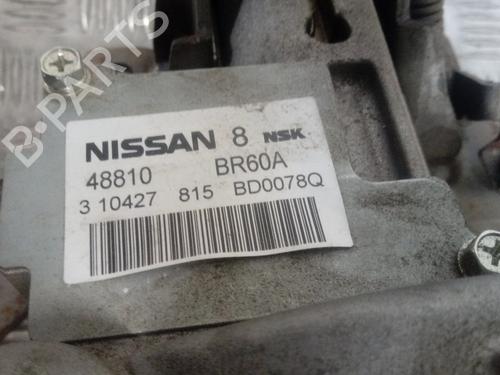 B-PARTS
NISSAN 8 NSK
48810 BR60A
3 10427 815 BD0078Q